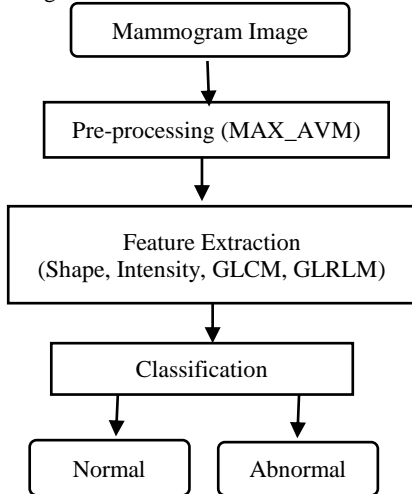 Mammogram Image
Pre-processing (MAX_AVM)
Feature Extraction
(Shape, Intensity, GLCM, GLRLM)
Classification
Normal
Abnormal